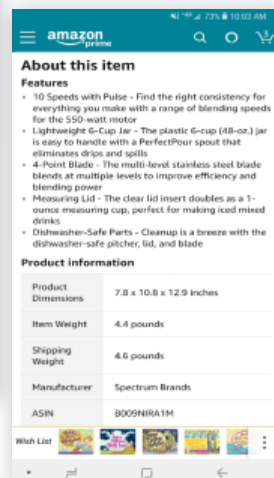 73% 10:03 AM
amazon
prime
About this item
Features
10 Speeds with Pulse - Find the right consistency for
everything you make with a range of blending speeds
for the 550-watt motor
Lightweight 6-Cup Jar - The plastic 6-cup (48-oz.) jar
is easy to handle with a PerfectPour spout that
eliminates drips and spills
4-Point Blade - The multi-level stainless steel blade
blends at multiple levels to improve efficiency and
blending power
Measuring Lid - The clear lid insert doubles as a 1-
ounce measuring cup, perfect for making iced mixed
drinks
Dishwasher-Safe Parts - Cleanup is a breeze with the
dishwasher-safe pitcher, lid, and blade
Product information
Product
Dimensions
7.8 x 10.8 x 12.9 inches
Item Weight
4.4 pounds
Shipping
Weight
4.6 pounds
Manufacturer
Spectrum Brands
ASIN
B009NIRA1M
Wish List